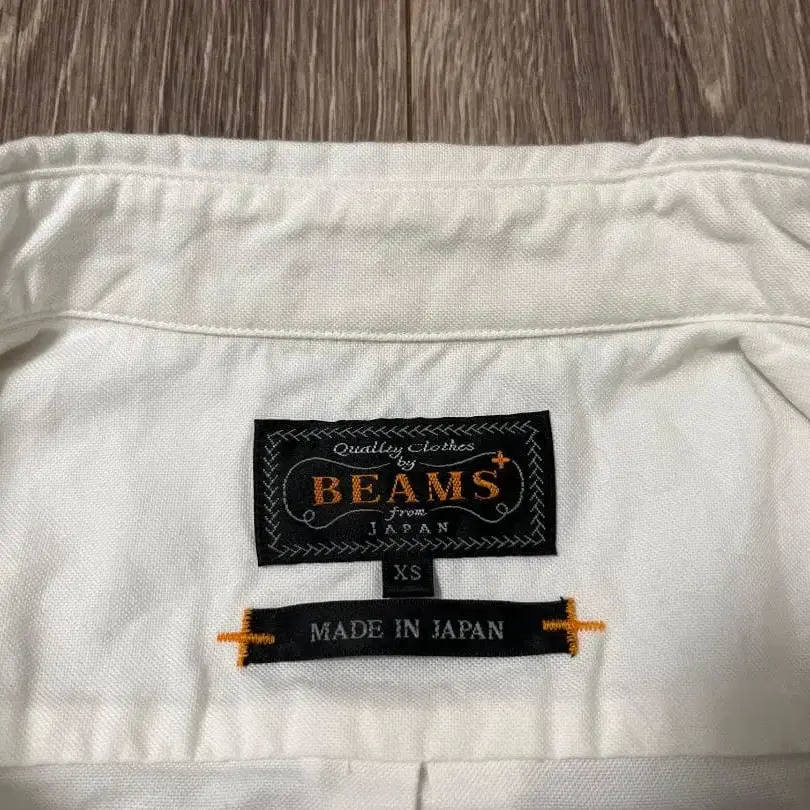 Quality Clothes
by
BEAMS+
from
JAPAN
XS
MADE IN JAPAN